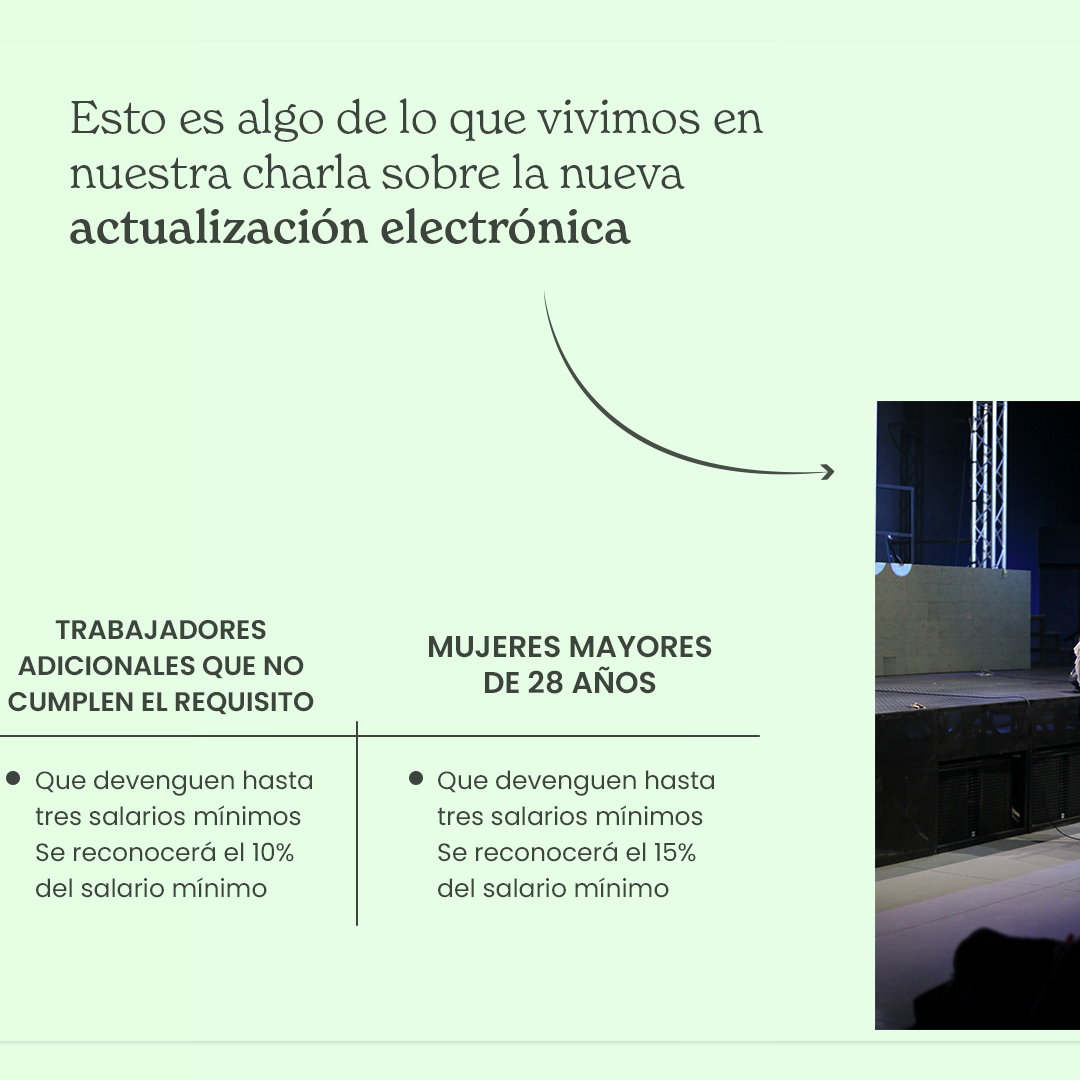 Esto es algo de lo que vivimos en
nuestra charla sobre la nueva
actualización electrónica
TRABAJADORES
ADICIONALES QUE NO
CUMPLEN EL REQUISITO
• Que devenguen hasta
tres salarios mínimos
Se reconocerá el 10%
del salario mínimo
MUJERES MAYORES
DE 28 AÑOS
• Que devenguen hasta
tres salarios mínimos
Se reconocerá el 15%
del salario mínimo